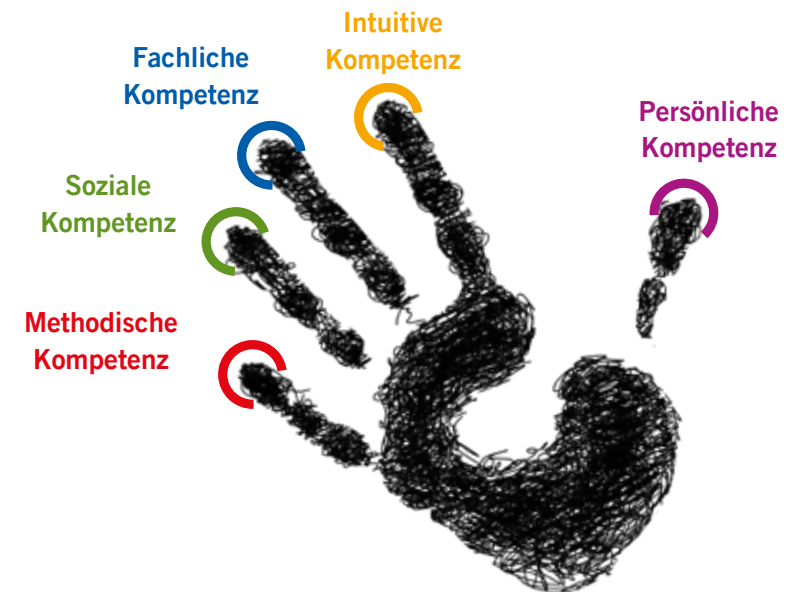 Intuitive
Kompetenz
Fachliche
Kompetenz
Persönliche
Kompetenz
Soziale
Kompetenz
Methodische
Kompetenz